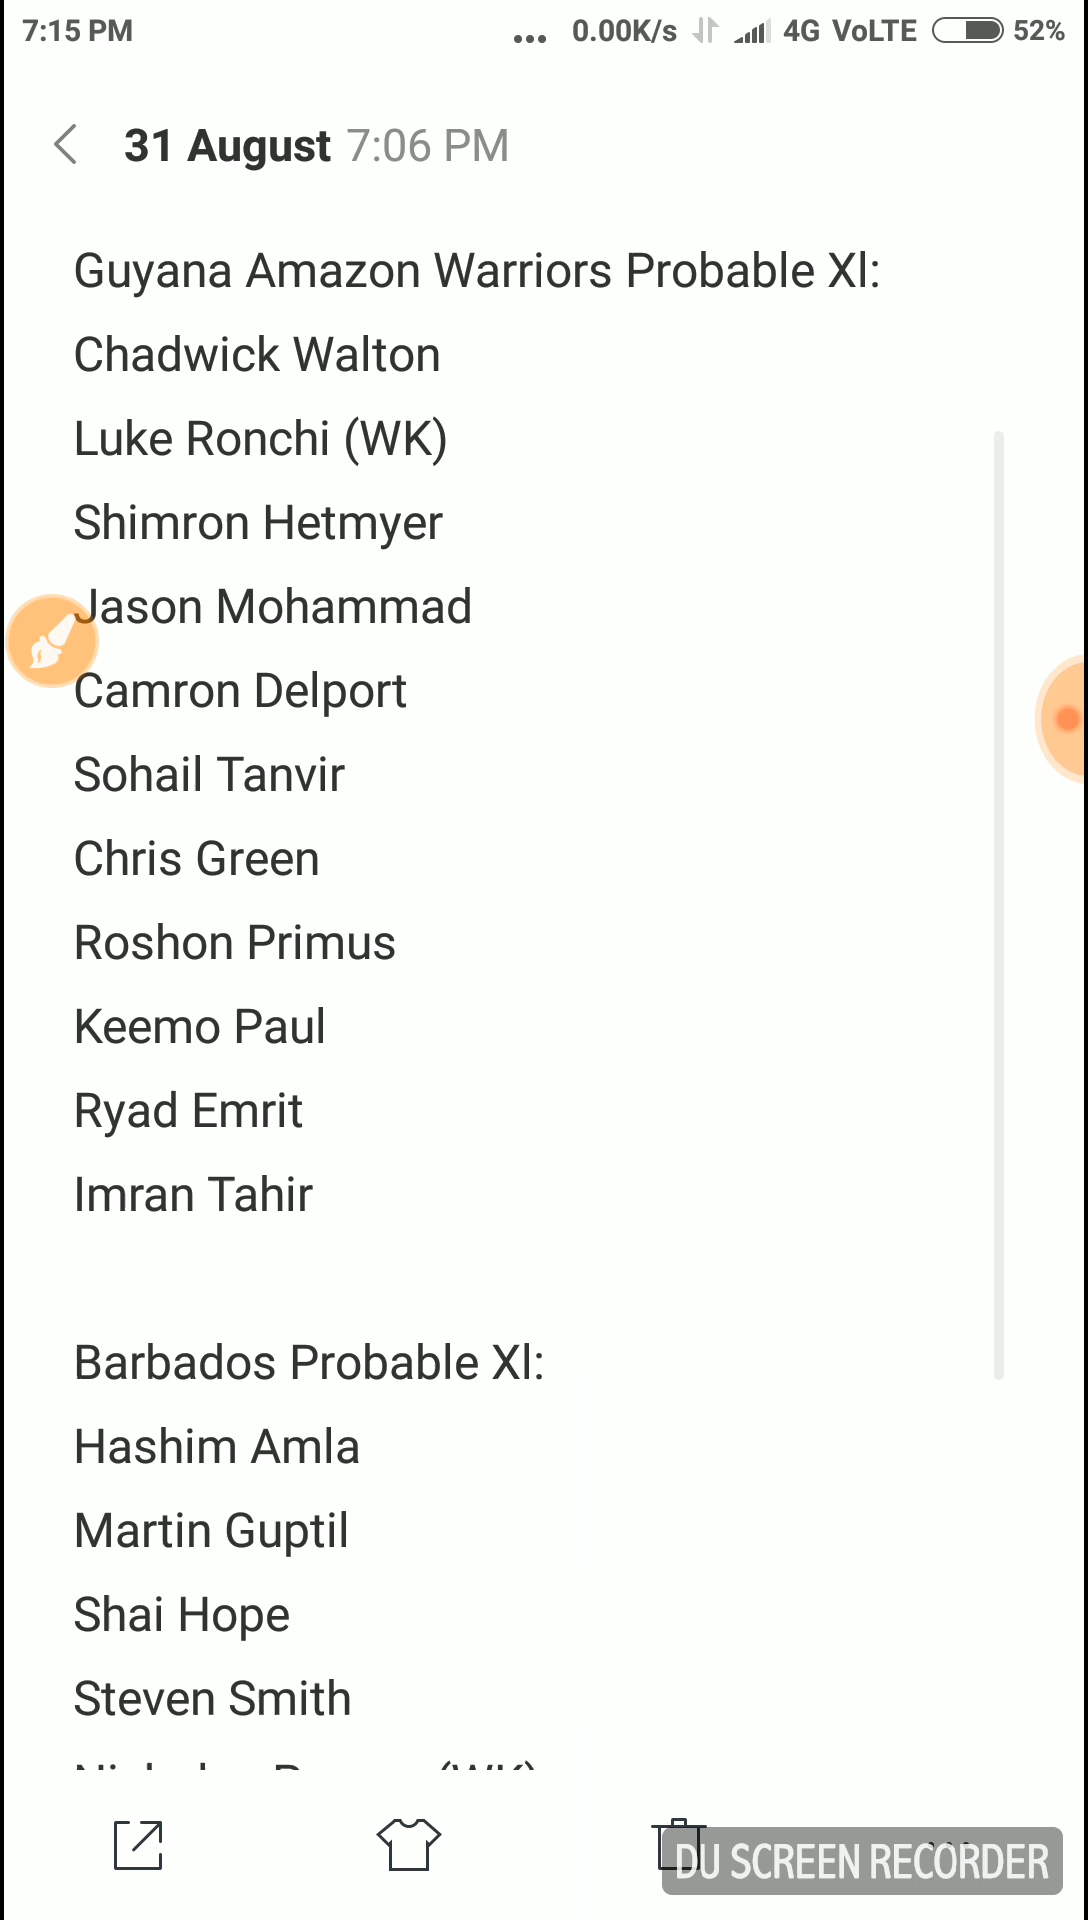 7:15 PM ... 0.00K/s 4G VoLTE 52%
31 August 7:06 PM
Guyana Amazon Warriors Probable Xl:
Chadwick Walton
Luke Ronchi (WK)
Shimron Hetmyer
Jason Mohammad
Camron Delport
Sohail Tanvir
Chris Green
Roshon Primus
Keemo Paul
Ryad Emrit
Imran Tahir
Barbados Probable Xl:
Hashim Amla
Martin Guptil
Shai Hope
Steven Smith
(WK)
DU SCREEN RECORDER